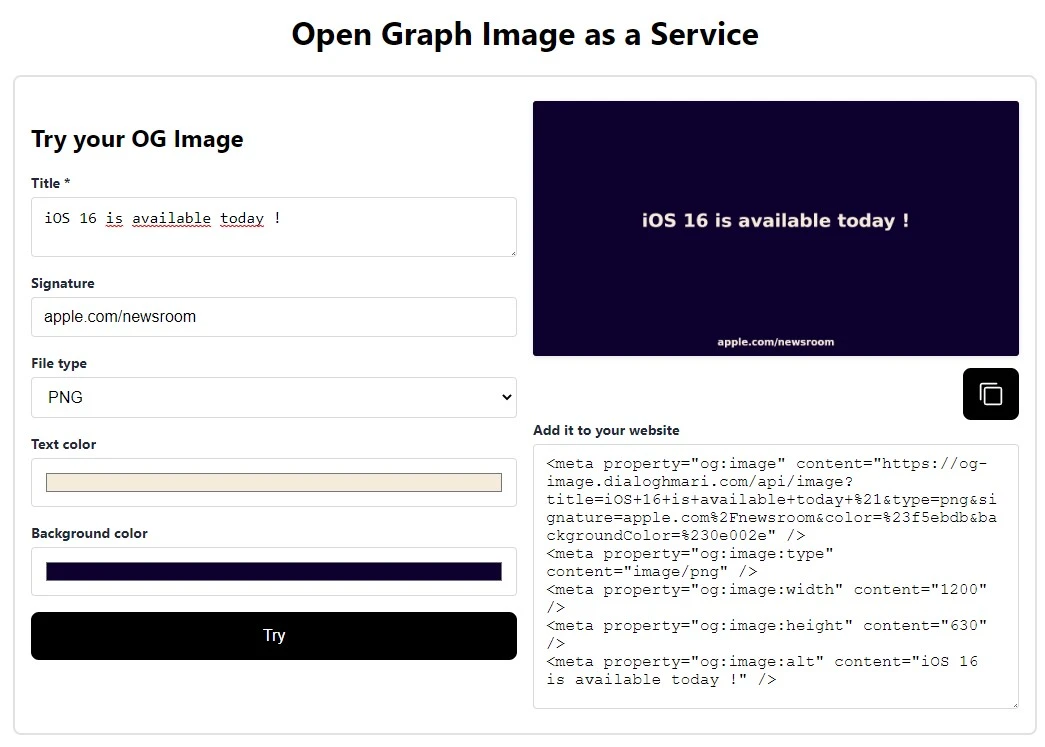 Open Graph Image as a Service
Try your OG Image
Title *
iOS 16 is available today !
Signature
apple.com/newsroom
File type
PNG
Text color
Background color
Try
iOS 16 is available today !
apple.com/newsroom
Add it to your website
<meta property="og:image" content="https://og-
image.dialoghmari.com/api/image?
title=iOS+16+is+available+today+%21&type=png&si
gnature=apple.com%2Fnewsroom&color=%23f5ebdb&ba
ckgroundColor=%230e002e" />
<meta property="og:image:type"
content="image/png" />
<meta property="og:image:width" content="1200"
/>
<meta property="og:image:height" content="630"
/>
<meta property="og:image:alt" content="iOS 16
is available today !" />